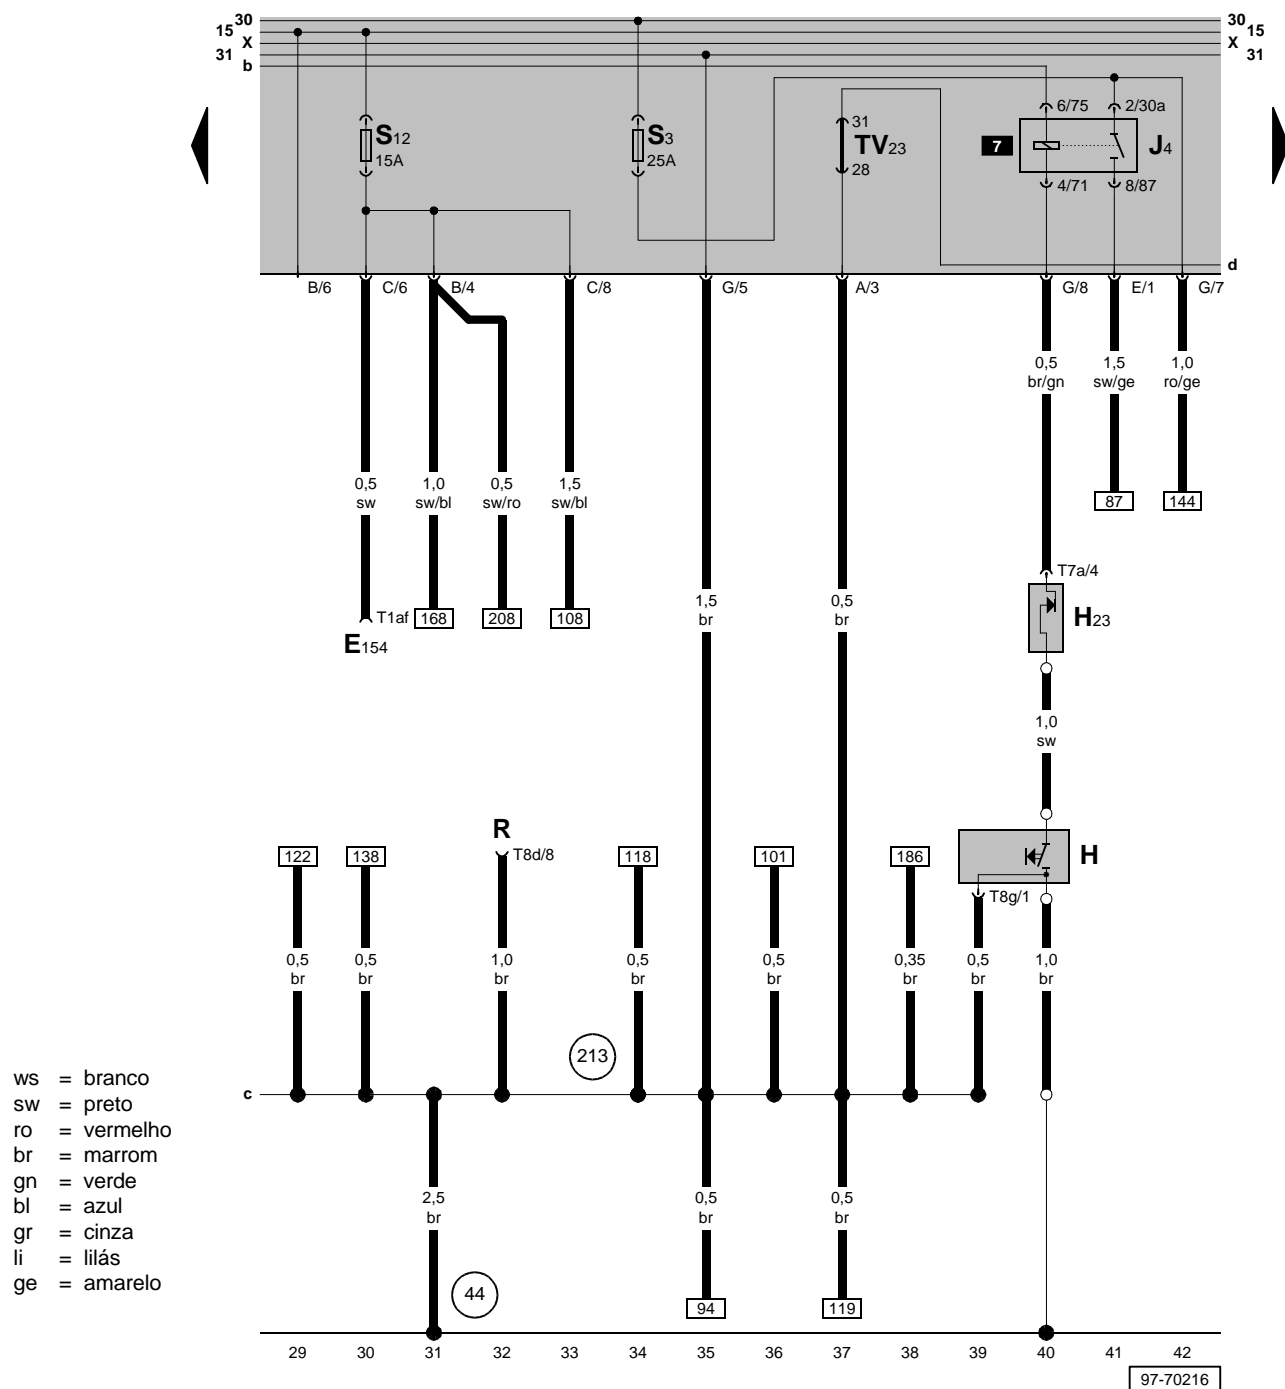 30 30
15 15
X X
31 31
b
6/75 2/30a
S12 15A
S3 25A
31 TV23 28
7 J4
4/71 8/87
d
B/6 C/6 B/4 C/8 G/5 A/3 G/8 E/1 G/7
0,5 br/gn
1,5 sw/ge
1,0 ro/ge
0,5 sw
1,0 sw/bl
0,5 sw/ro
1,5 sw/bl
87 144
T7a/4
1,5 br
0,5 br
T1af 168 208 108
H23
E154
1,0 sw
R
122 138 T8d/8 118 101 186 H
T8g/1
0,5 0,5 1,0 0,5 0,5 0,35 0,5 1,0
br br br br br br br br
213
c
ws = branco
sw = preto
ro = vermelho
br = marrom
gn = verde
bl = azul
gr = cinza
li = lilás
ge = amarelo
2,5 0,5 0,5
br br br
44
94 119
29 30 31 32 33 34 35 36 37 38 39 40 41 42
97-70216